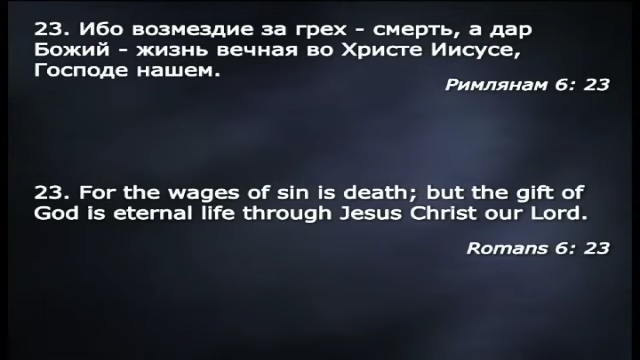 23. Ибо возмездие за грех - смерть, а дар
Божий - жизнь вечная во Христе Иисусе,
Господе нашем.
Римлянам 6: 23
23. For the wages of sin is death; but the gift of
God is eternal life through Jesus Christ our Lord.
Romans 6: 23